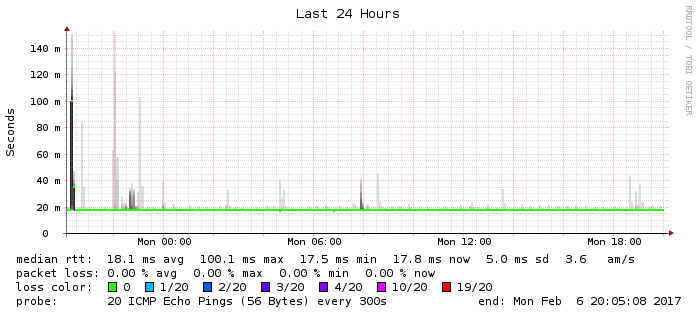 Last 24 Hours
RRDTOOL / TOBI OETIKER
Seconds
140 m
120 m
100 m
80 m
60 m
40 m
20 m
0
Mon 00:00 Mon 06:00 Mon 12:00 Mon 18:00
median rtt: 18.1 ms avg 100.1 ms max 17.5 ms min 17.8 ms now 5.0 ms sd 3.6 am/s
packet loss: 0.00 % avg 0.00 % max 0.00 % min 0.00 % now
loss color: 0 1/20 2/20 3/20 4/20 10/20 19/20
probe: 20 ICMP Echo Pings (56 Bytes) every 300s end: Mon Feb 6 20:05:08 2017